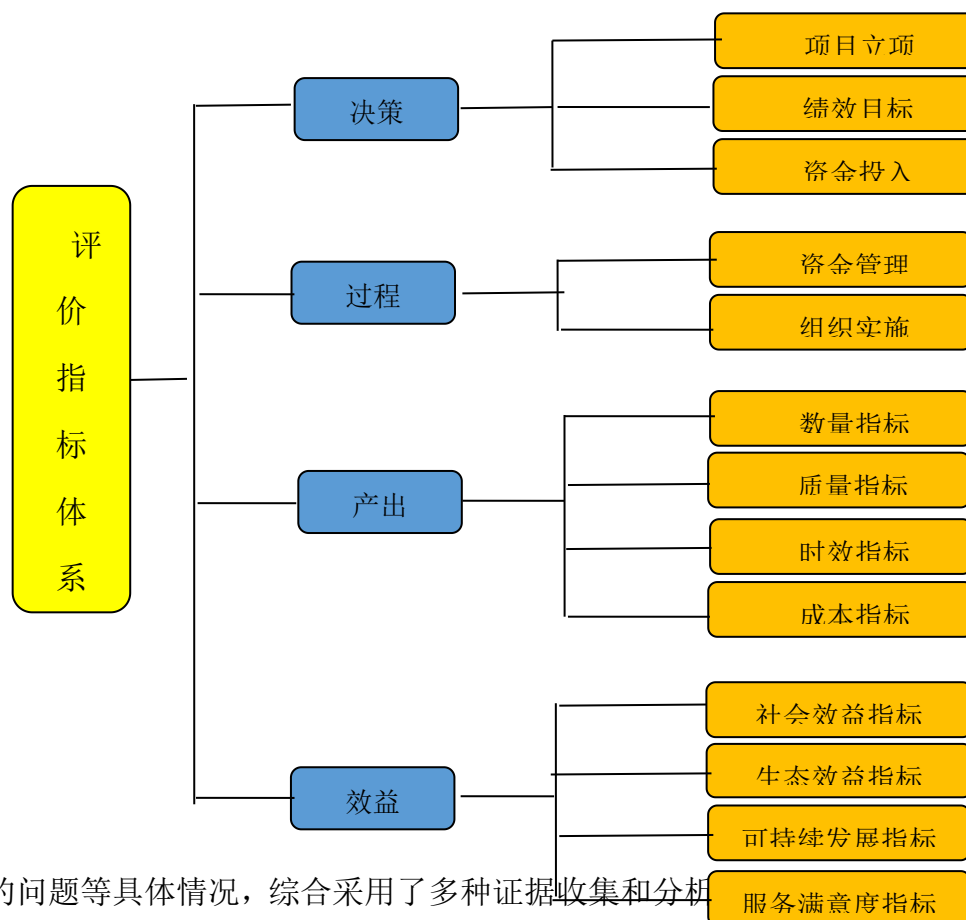 评价指标体系
决策
项目立项
绩效目标
资金投入
过程
资金管理
组织实施
产出
数量指标
质量指标
时效指标
成本指标
效益
社会效益指标
生态效益指标
可持续发展指标
服务满意度指标
的问题等具体情况，综合采用了多种证据收集和分析